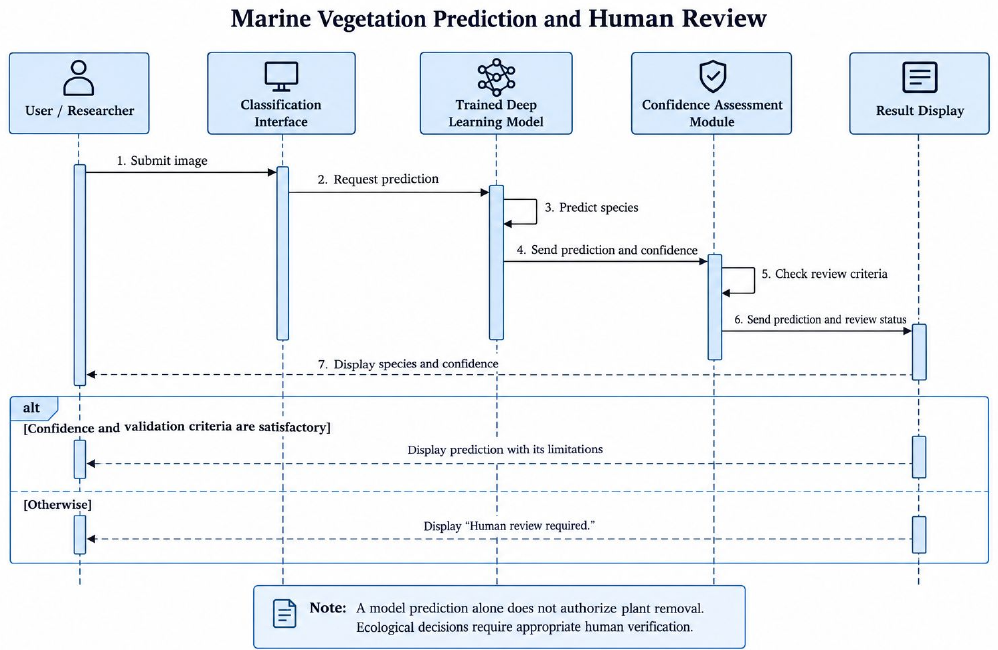 Marine Vegetation Prediction and Human Review
User / Researcher
Classification
Interface
Trained Deep
Learning Model
Confidence Assessment
Module
Result Display
1. Submit image
2. Request prediction
3. Predict species
4. Send prediction and confidence
5. Check review criteria
6. Send prediction and review status
7. Display species and confidence
alt
[Confidence and validation criteria are satisfactory]
Display prediction with its limitations
[Otherwise]
Display “Human review required.”
Note: A model prediction alone does not authorize plant removal.
Ecological decisions require appropriate human verification.